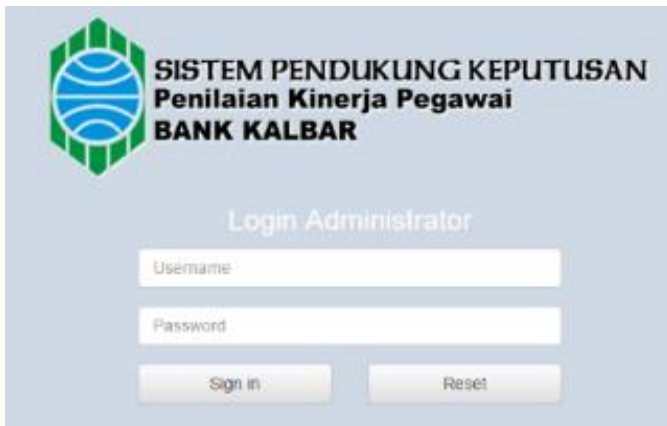 SISTEM PENDUKUNG KEPUTUSAN
Penilaian Kinerja Pegawai
BANK KALBAR
Login Administrator
Username
Password
Sign in
Reset